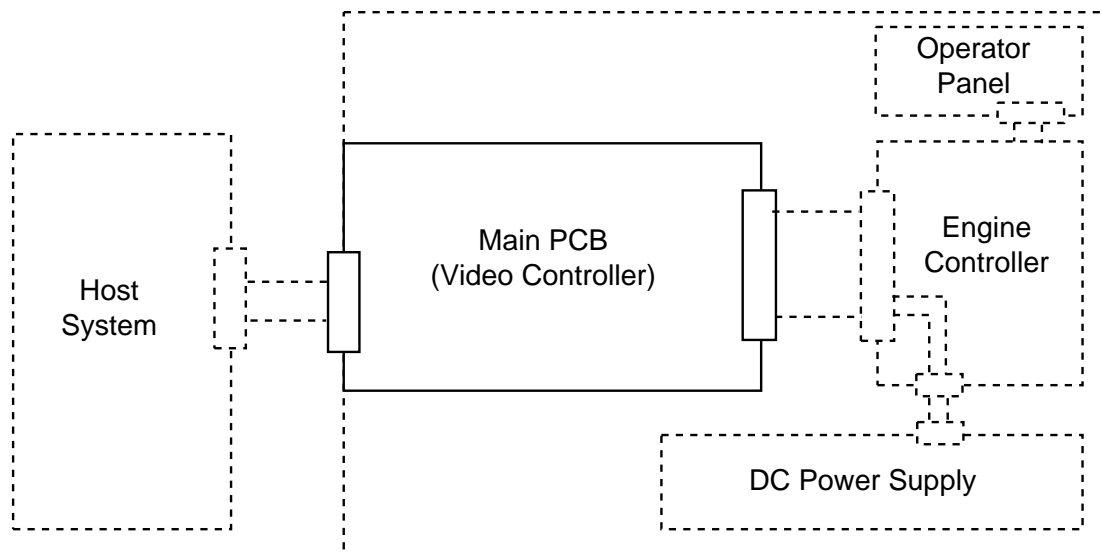 Operator
Panel
Host
System
Main PCB
(Video Controller)
Engine
Controller
DC Power Supply